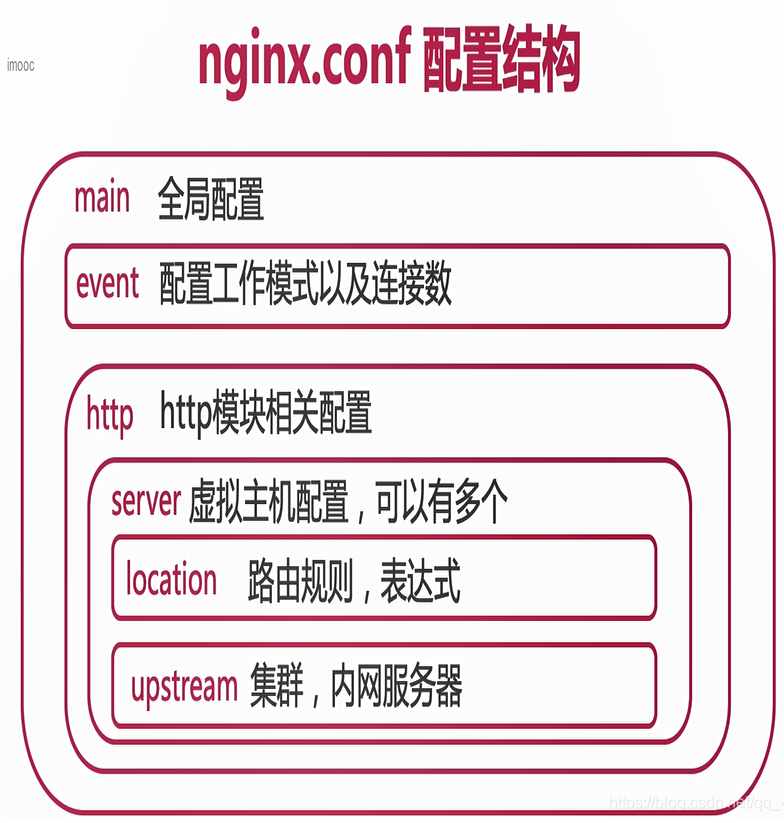 nginx.conf 配置结构
imooc
main 全局配置
event 配置工作模式以及连接数
http http模块相关配置
server 虚拟主机配置，可以有多个
location 路由规则，表达式
upstream 集群，内网服务器
https://blog.csdn.net/qq_